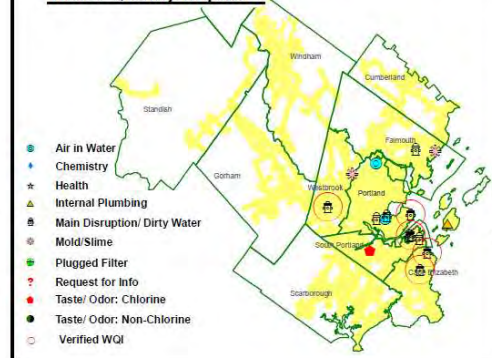 Windham
Cumberland
Standish
Falmouth
Gorham
Westbrook
Portland
South Portland
Cape Elizabeth
Scarborough
Air in Water
Chemistry
Health
Internal Plumbing
Main Disruption/ Dirty Water
Mold/Slime
Plugged Filter
Request for Info
Taste/ Odor: Chlorine
Taste/ Odor: Non-Chlorine
Verified WQI